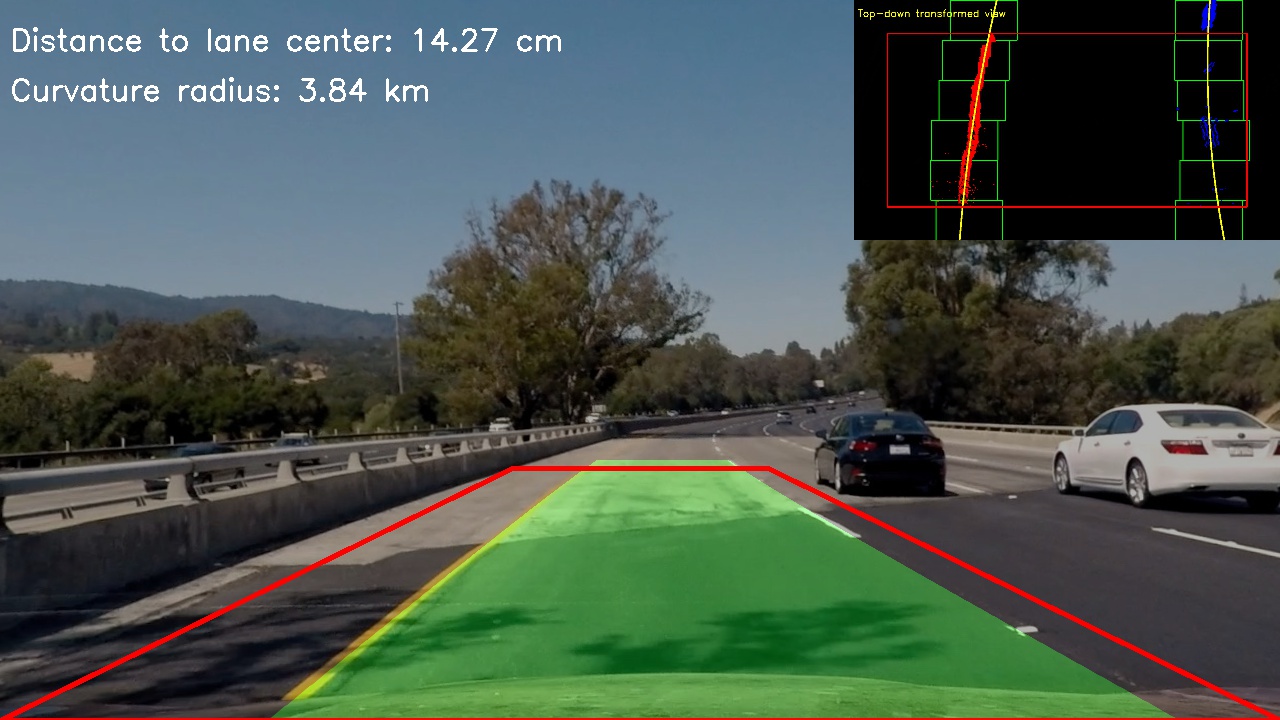 Distance to lane center: 14.27 cm
Curvature radius: 3.84 km
Top-down transformed view